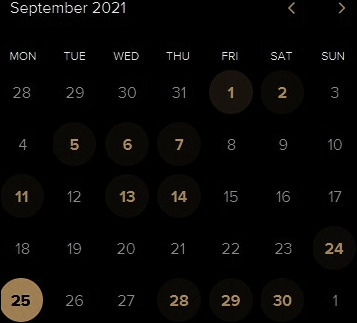 September 2021
MON TUE WED THU FRI SAT SUN
28 29 30 31 1 2 3
4 5 6 7 8 9 10
11 12 13 14 15 16 17
18 19 20 21 22 23 24
25 26 27 28 29 30 1